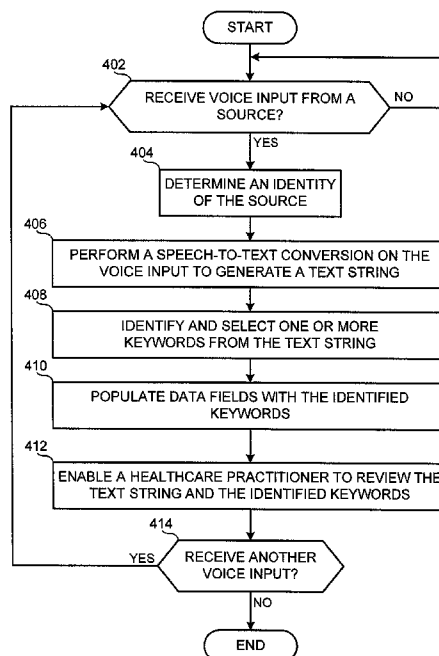 START
402
RECEIVE VOICE INPUT FROM A
SOURCE?
NO
YES
404
DETERMINE AN IDENTITY
OF THE SOURCE
406
PERFORM A SPEECH-TO-TEXT CONVERSION ON THE
VOICE INPUT TO GENERATE A TEXT STRING
408
IDENTIFY AND SELECT ONE OR MORE
KEYWORDS FROM THE TEXT STRING
410
POPULATE DATA FIELDS WITH THE IDENTIFIED
KEYWORDS
412
ENABLE A HEALTHCARE PRACTITIONER TO REVIEW THE
TEXT STRING AND THE IDENTIFIED KEYWORDS
414
YES
RECEIVE ANOTHER
VOICE INPUT?
NO
END